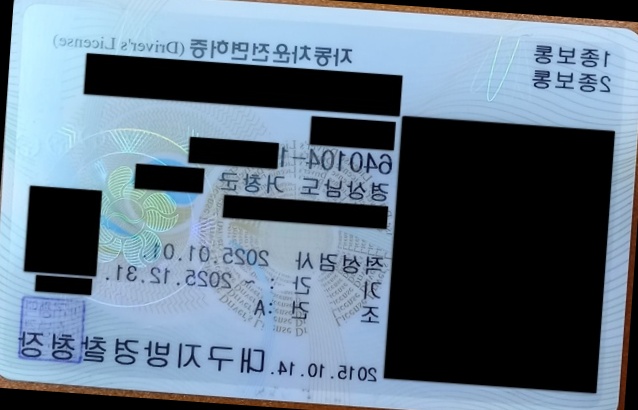 1종보통
2종보통
자동차운전면허증 (Driver's License)
640104-1
경상남도 거창군
적성검사 2025.01.01.
기 간 : ~ 2025.12.31.
조 건 :A
2015.10.14. 대구지방경찰청장